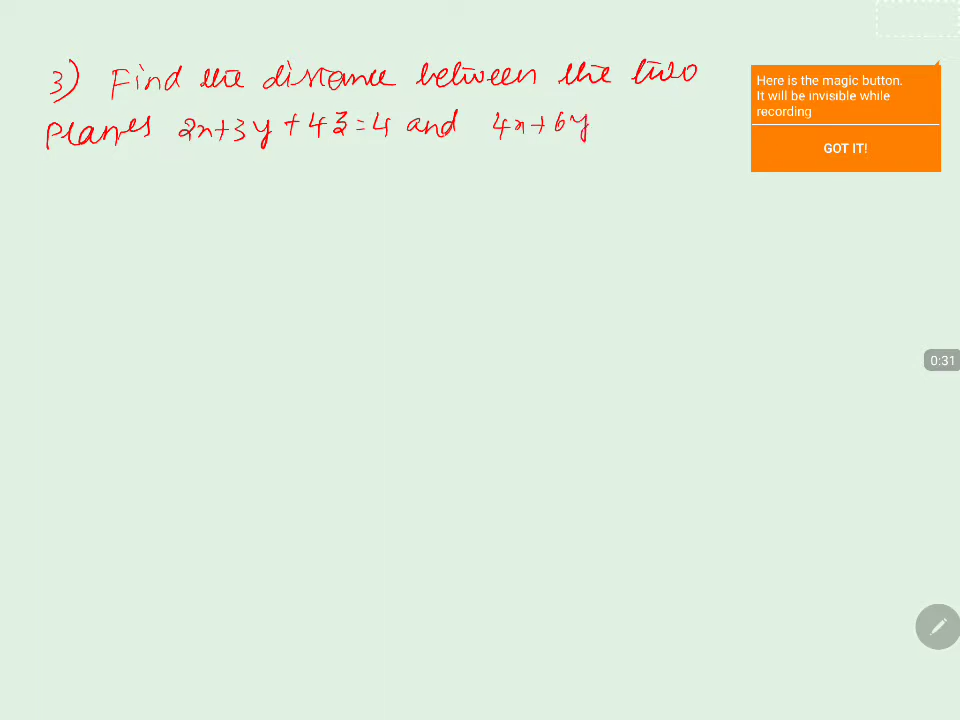 3) Find the distance between the two
planes 2x+3y+4z=4 and 4x+6y
Here is the magic button.
It will be invisible while
recording
GOT IT!
0:31